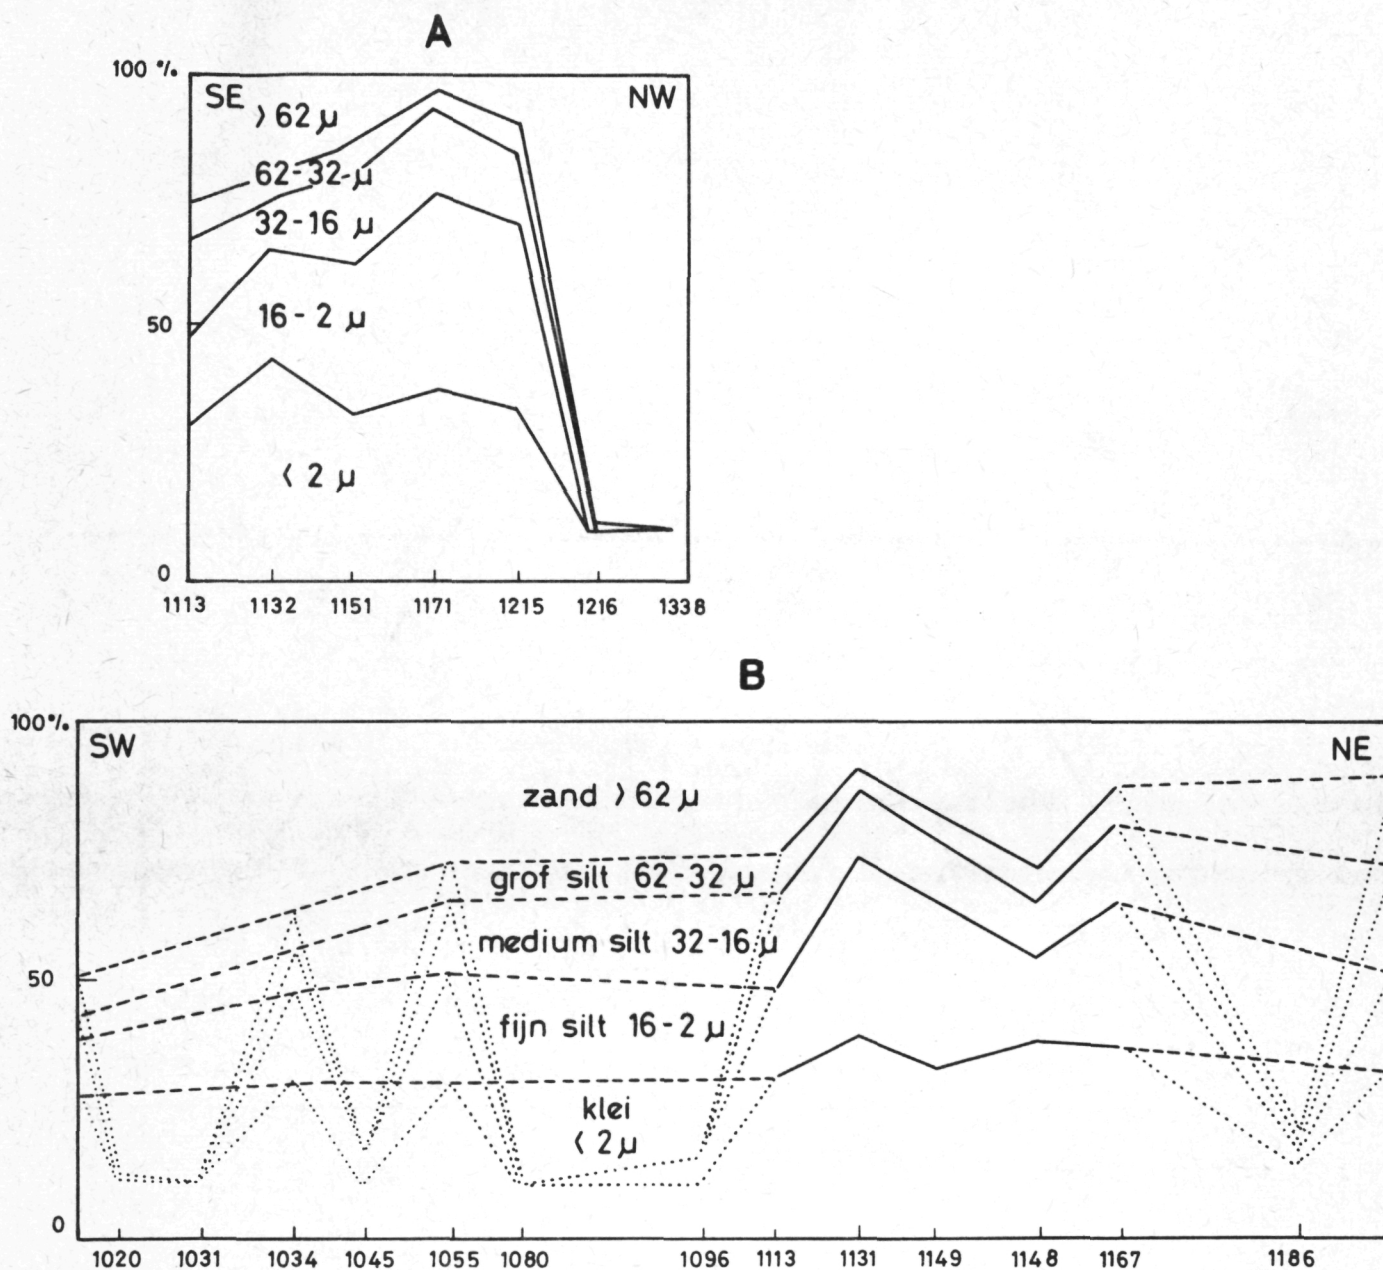 A
100 %.
SE
NW
> 62 µ
62-32-µ
32-16 µ
50
16 - 2 µ
< 2 µ
0
1113 1132 1151 1171 1215 1216 1338
B
100 %.
SW
NE
zand > 62 µ
grof silt 62-32 µ
medium silt 32-16 µ
50
fijn silt 16-2 µ
klei
< 2 µ
0
1020 1031 1034 1045 1055 1080 1096 1113 1131 1149 1148 1167 1186